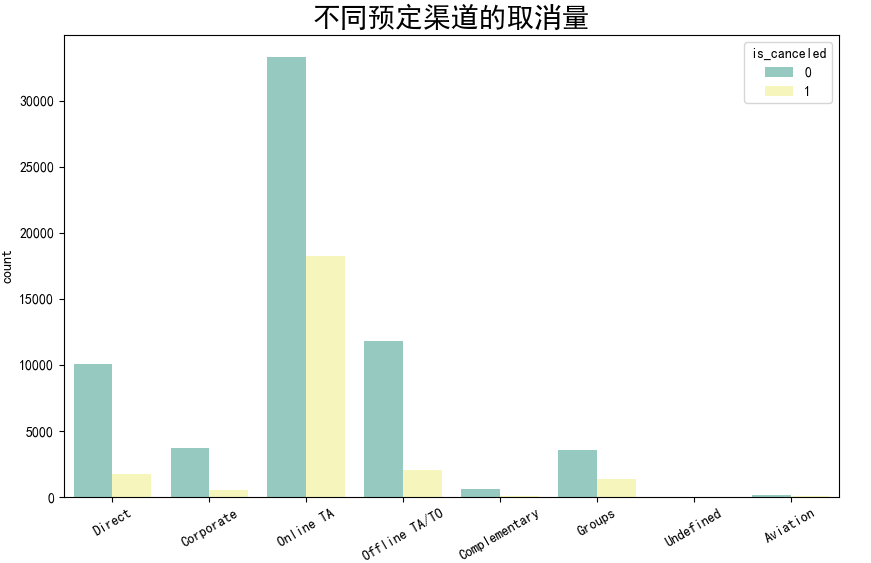 不同预定渠道的取消量
is_canceled
0
1
count
30000
25000
20000
15000
10000
5000
0
Direct
Corporate
Online TA
Offline TA/TO
Complementary
Groups
Undefined
Aviation